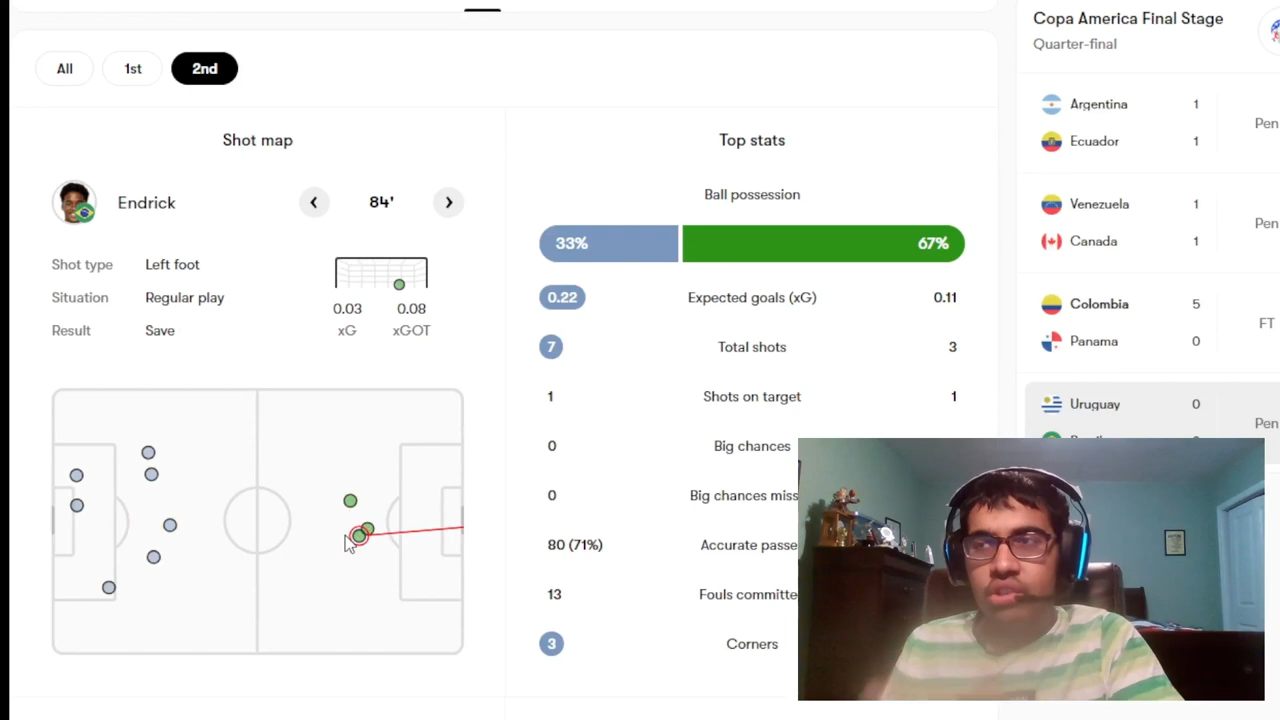 All 1st 2nd
Shot map
Endrick
84'
Shot type Left foot
Situation Regular play
Result Save
0.03 0.08
xG xGOT
Top stats
Ball possession
33% 67%
0.22 Expected goals (xG) 0.11
7 Total shots 3
1 Shots on target 1
0 Big chances
0 Big chances miss
80 (71%) Accurate passe
13 Fouls committe
3 Corners
Copa America Final Stage
Quarter-final
Argentina 1
Ecuador 1
Pen
Venezuela 1
Canada 1
Pen
Colombia 5
Panama 0
FT
Uruguay 0
Pen